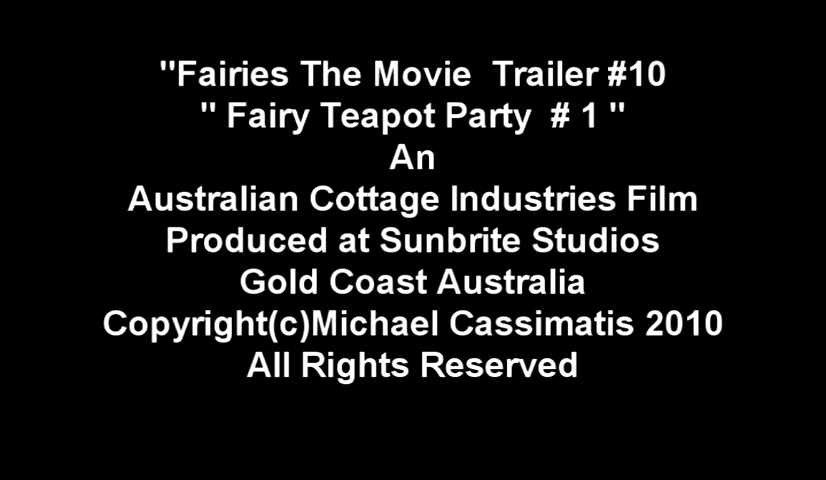 "Fairies The Movie  Trailer #10
" Fairy Teapot Party  # 1 "
An
Australian Cottage Industries Film
Produced at Sunbrite Studios
Gold Coast Australia
Copyright(c)Michael Cassimatis 2010
All Rights Reserved